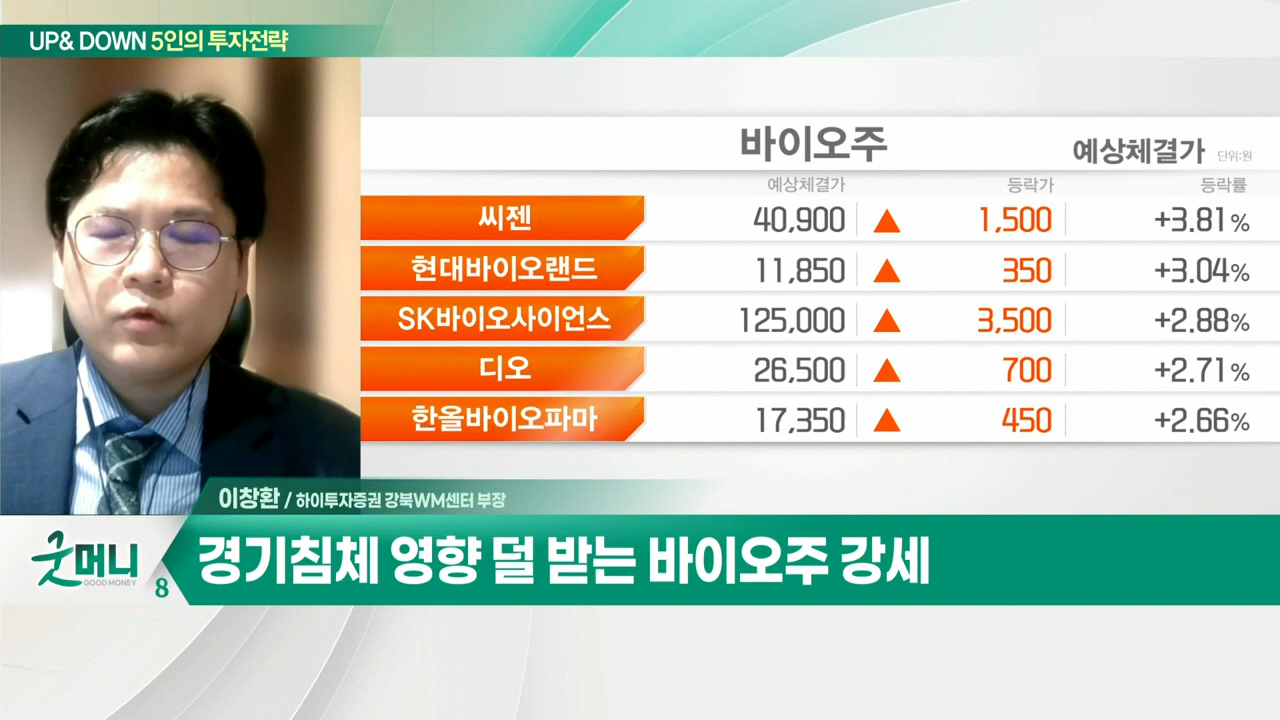 UP& DOWN 5인의 투자전략
바이오주 예상체결가 단위:원
예상체결가 등락가 등락률
씨젠 40,900 ▲ 1,500 +3.81%
현대바이오랜드 11,850 ▲ 350 +3.04%
SK바이오사이언스 125,000 ▲ 3,500 +2.88%
디오 26,500 ▲ 700 +2.71%
한올바이오파마 17,350 ▲ 450 +2.66%
이창환 / 하이투자증권 강북WM센터 부장
굿머니
GOOD MONEY
8
경기침체 영향 덜 받는 바이오주 강세